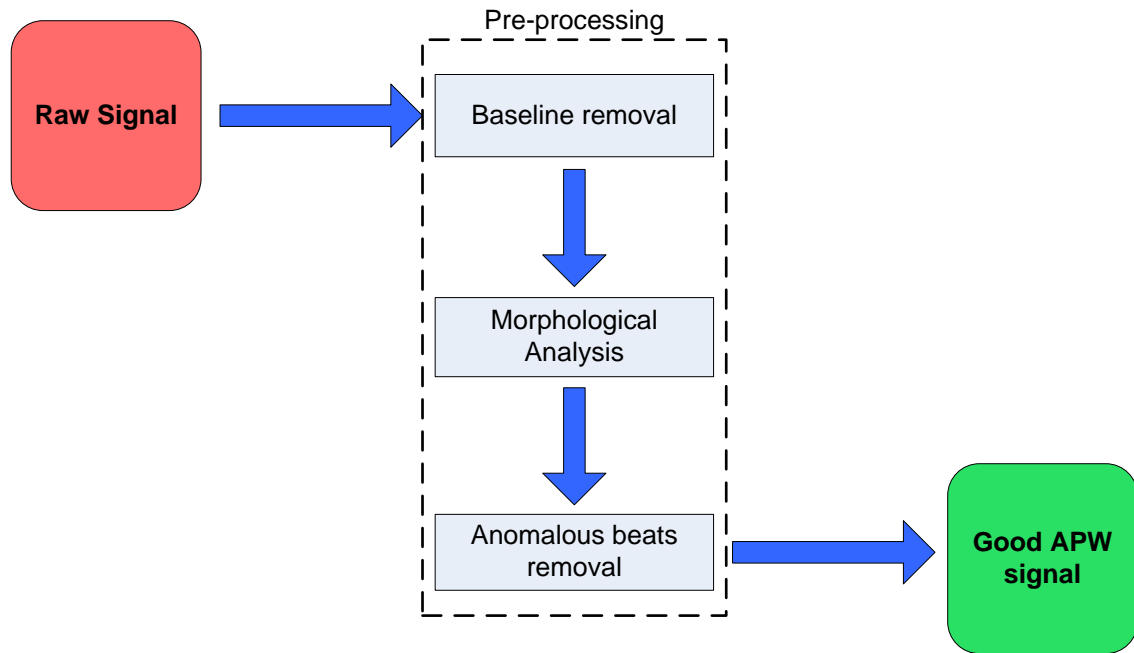 Pre-processing
Raw Signal
Baseline removal
Morphological
Analysis
Anomalous beats
removal
Good APW
signal